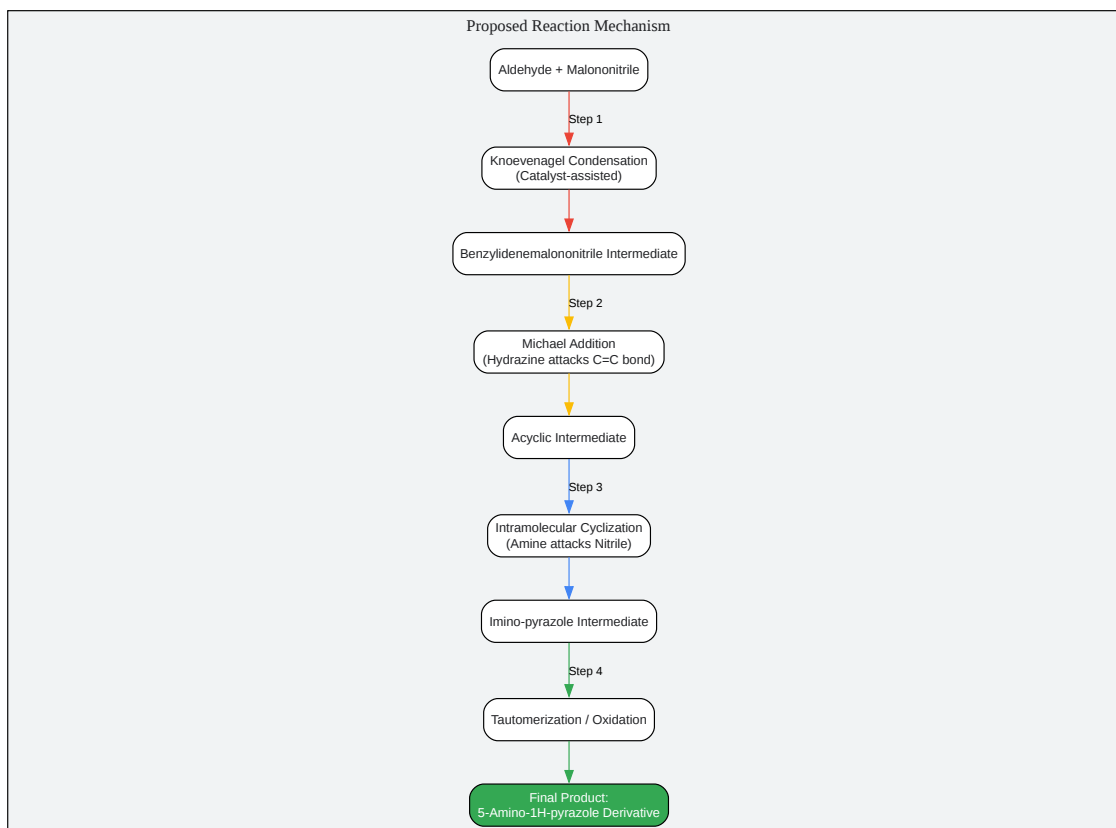 Proposed Reaction Mechanism
Aldehyde + Malononitrile
Step 1
Knoevenagel Condensation
(Catalyst-assisted)
Benzylidenemalononitrile Intermediate
Step 2
Michael Addition
(Hydrazine attacks C=C bond)
Acyclic Intermediate
Step 3
Intramolecular Cyclization
(Amine attacks Nitrile)
Imino-pyrazole Intermediate
Step 4
Tautomerization / Oxidation
Final Product:
5-Amino-1H-pyrazole Derivative